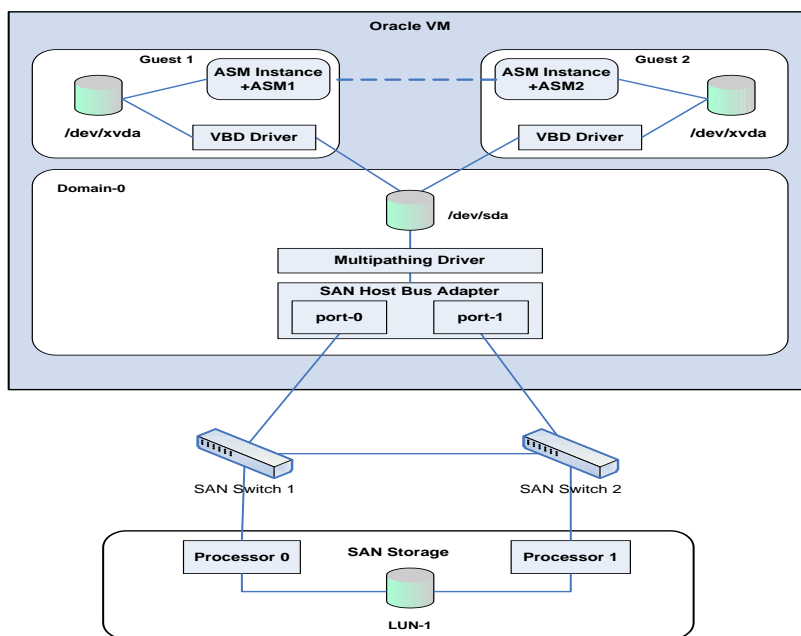 Oracle VM
Guest 1
Guest 2
ASM Instance
+ASM1
ASM Instance
+ASM2
/dev/xvda
VBD Driver
VBD Driver
/dev/xvda
Domain-0
/dev/sda
Multipathing Driver
SAN Host Bus Adapter
port-0
port-1
SAN Switch 1
SAN Switch 2
Processor 0
SAN Storage
Processor 1
LUN-1